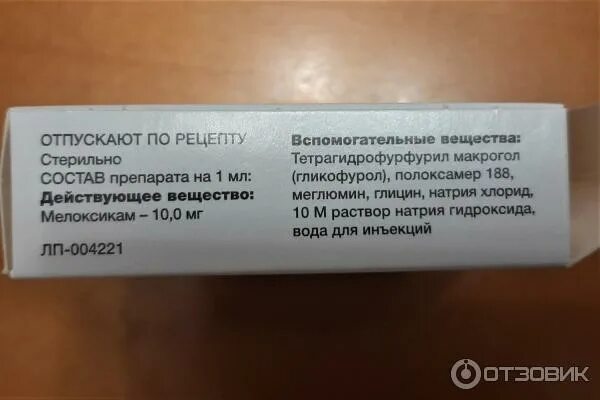 ОТПУСКАЮТ ПО РЕЦЕПТУ
Стерильно
СОСТАВ препарата на 1 мл:
Действующее вещество:
Мелоксикам – 10,0 мг
ЛП-004221
Вспомогательные вещества:
Тетрагидрофурфурил макрогол
(гликофурол), полоксамер 188,
меглюмин, глицин, натрия хлорид,
10 М раствор натрия гидроксида,
вода для инъекций
ОТЗОВИК